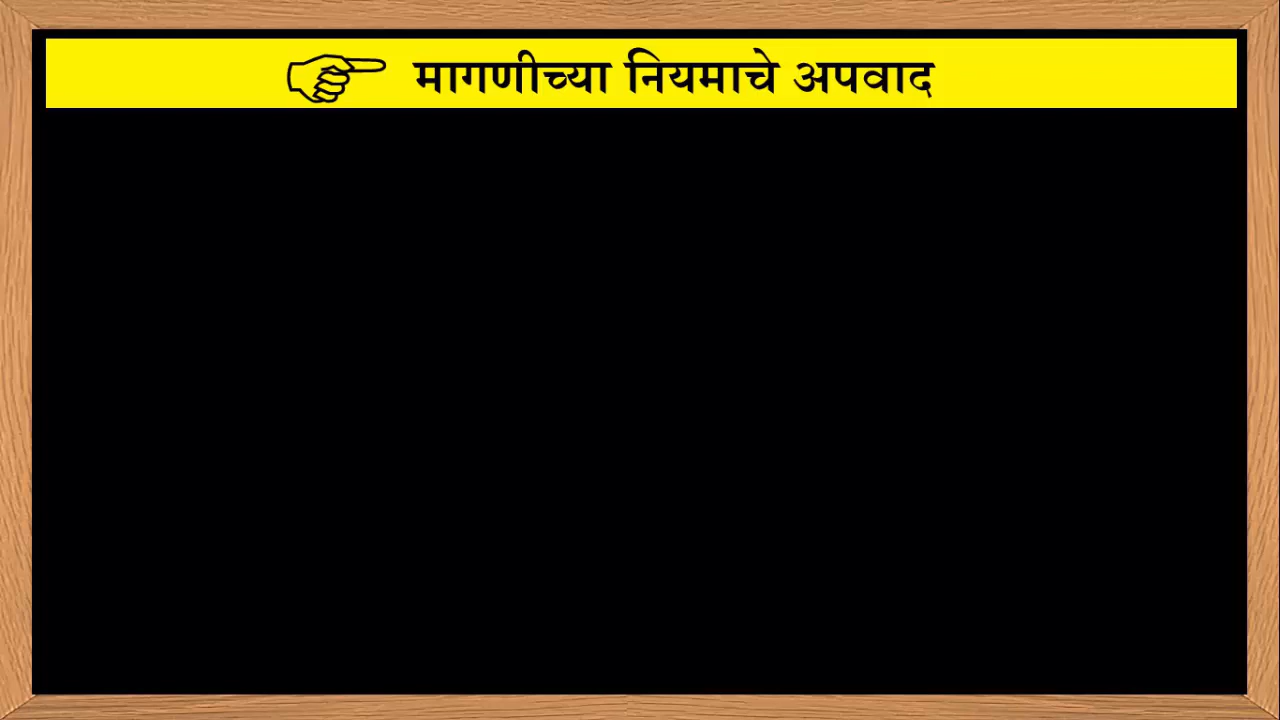 मागणीच्या नियमाचे अपवाद